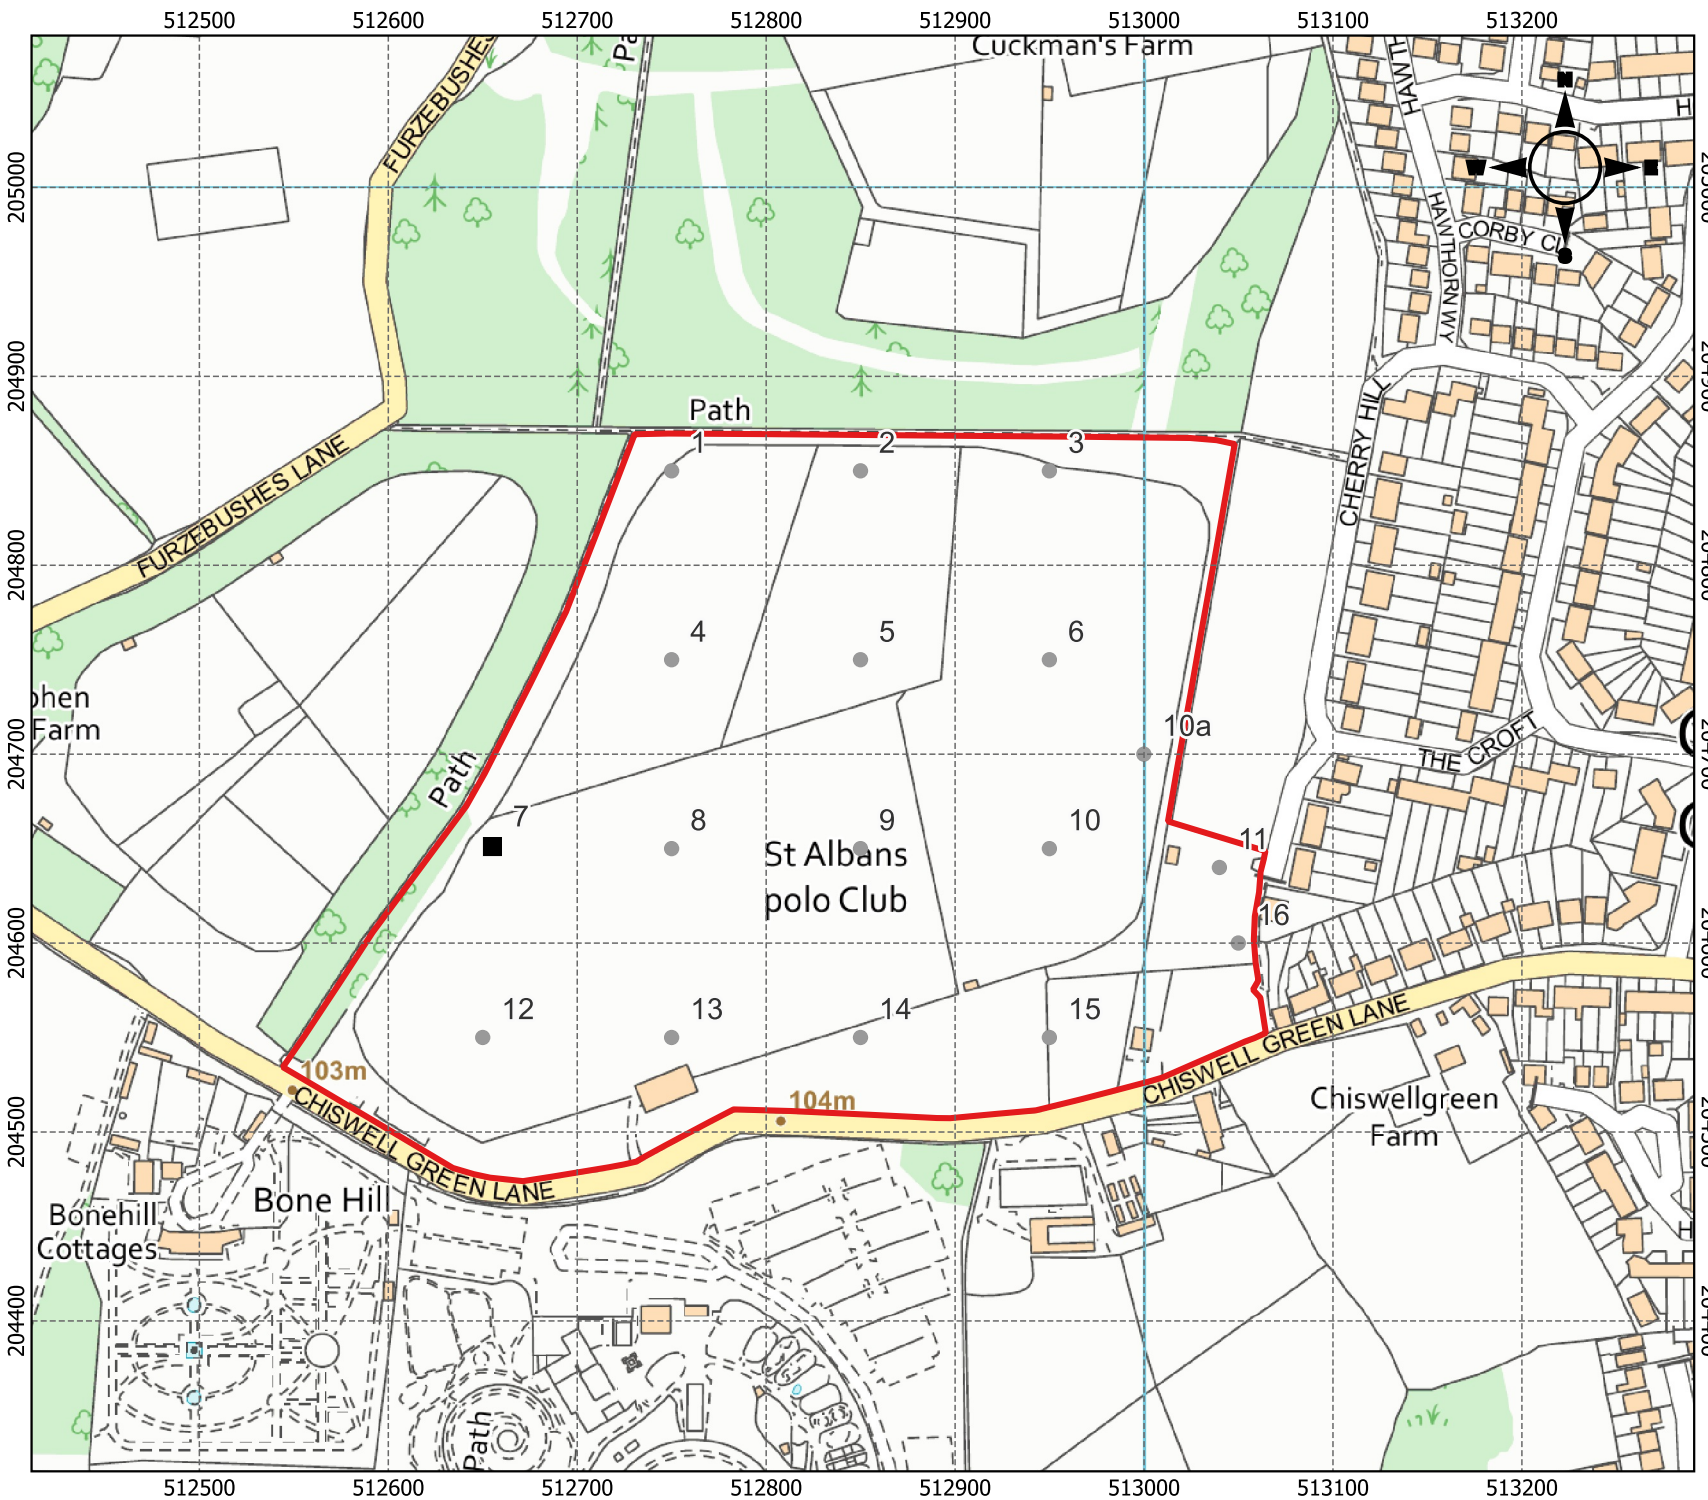 512500 512600 512700 512800 512900 513000 513100 513200
Cuckman's Farm
Pa
FURZEBUSHES
HAWTH
H
N
W
E
S
205000
HAWTHORN WY
CORBY CL
204900
Path
CHERRY HILL
1
2
3
FURZEBUSHES LANE
204800
4
5
6
phen
Farm
204700
Path
10a
THE CROFT
7
8
9
10
11
St Albans
polo Club
16
204600
12
13
14
15
103m
104m
CHISWELL GREEN LANE
CHISWELL GREEN LANE
Chiswellgreen
Farm
204500
Bone Hill
Bonehill
Cottages
H
204400
Path
512500 512600 512700 512800 512900 513000 513100 513200